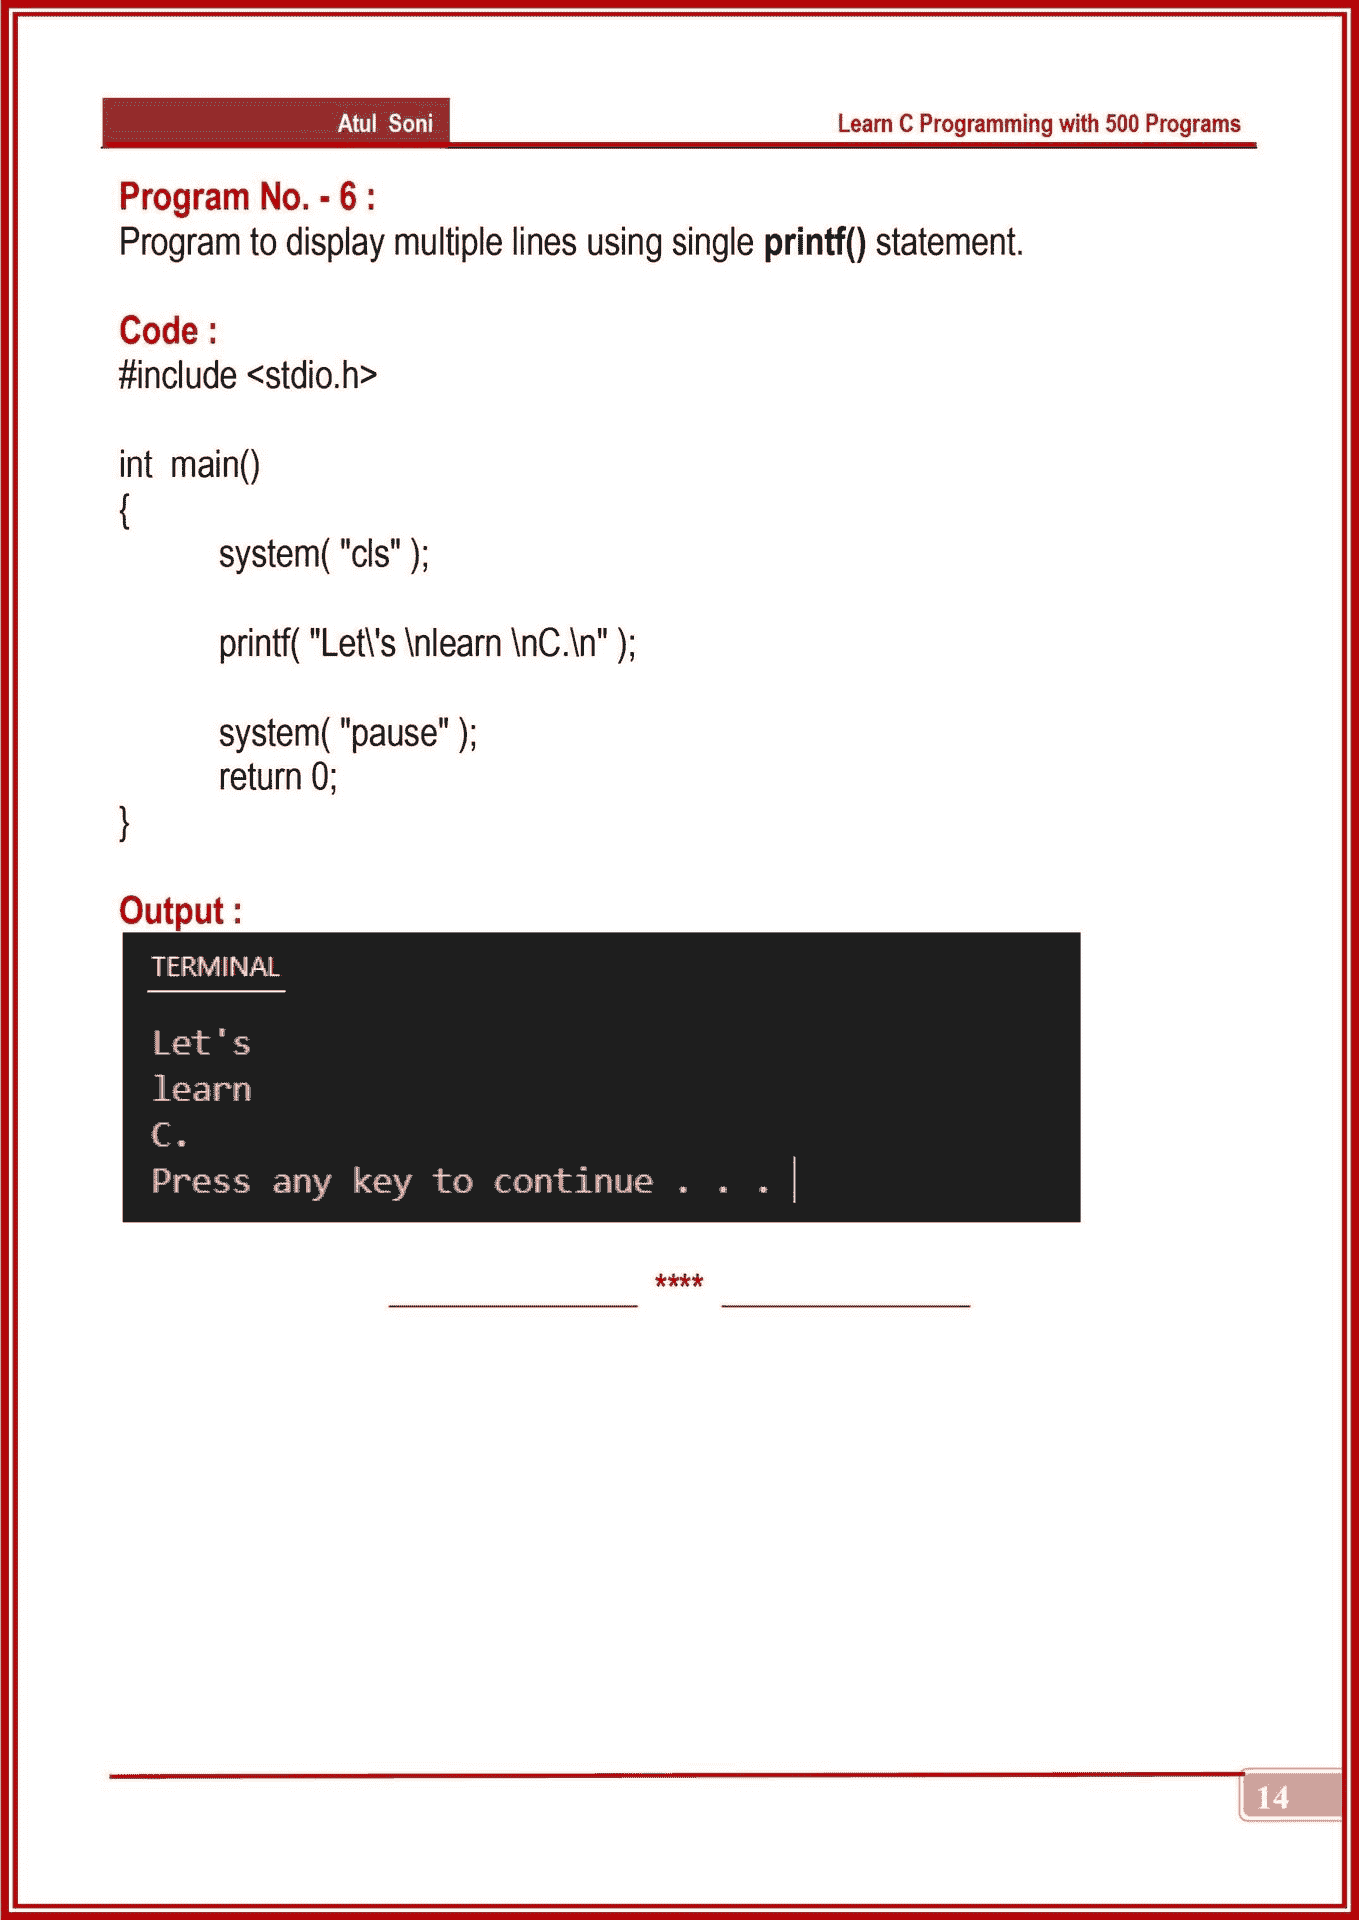 Atul Soni
Learn C Programming with 500 Programs
Program No. - 6 :
Program to display multiple lines using single printf() statement.
Code :
#include <stdio.h>
int main()
{
system( "cls" );
printf( "Let\'s \nlearn \nC.\n" );
system( "pause" );
return 0;
}
Output :
TERMINAL
Let's
learn
C.
Press any key to continue . . .
****
14